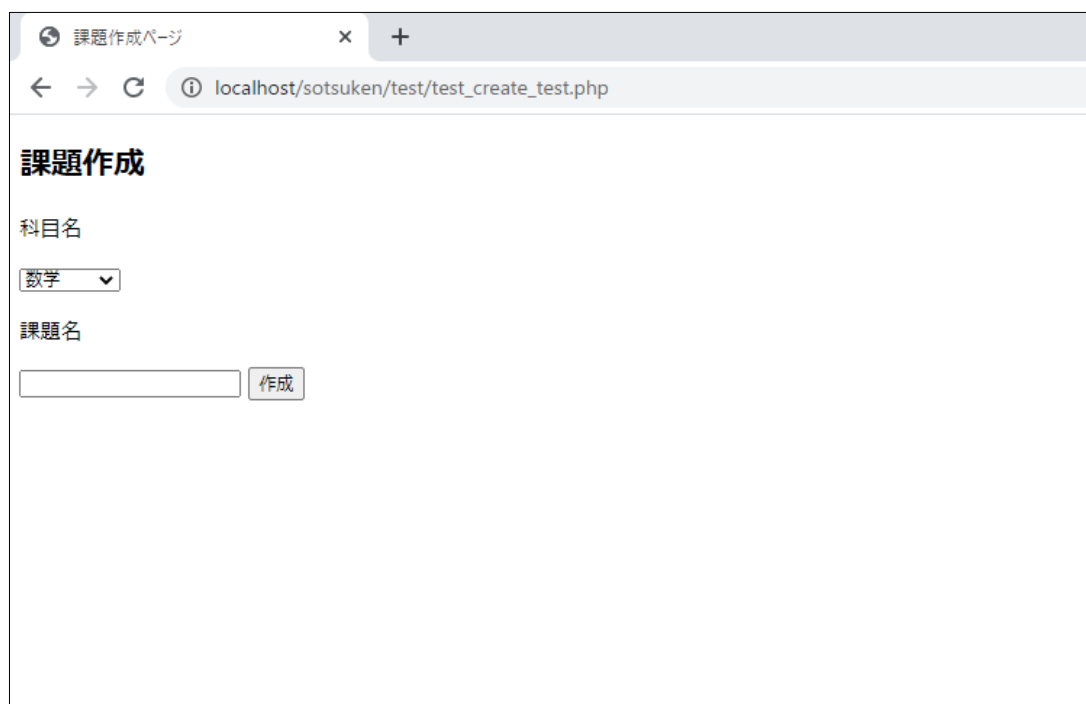 課題作成ページ
localhost/sotsuken/test/test_create_test.php
課題作成
科目名
数学
課題名
作成